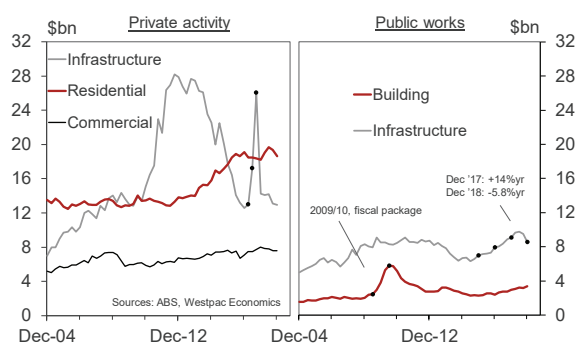 Private activity
Public works
$bn
$bn
32
28
24
20
16
12
8
4
0
Infrastructure
Residential
Commercial
Sources: ABS, Westpac Economics
Dec-04
Dec-12
Building
Infrastructure
Dec '17: +14%yr
Dec '18: -5.8%yr
2009/10, fiscal package
32
28
24
20
16
12
8
4
0
Dec-04
Dec-12